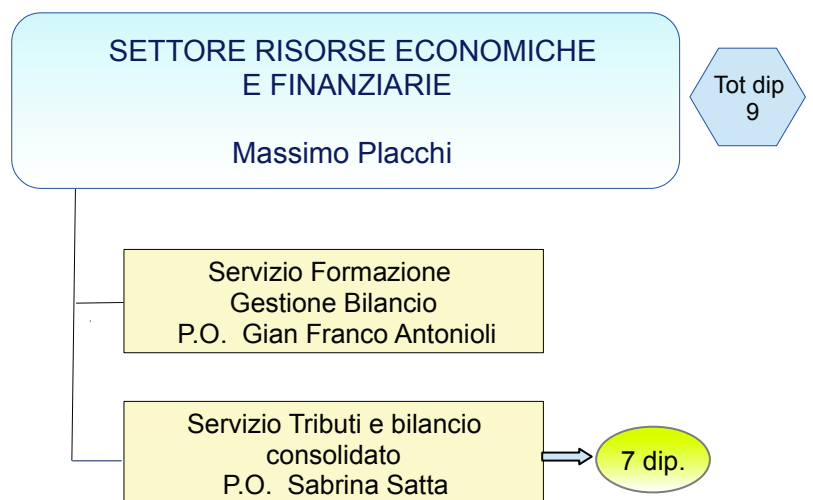 SETTORE RISORSE ECONOMICHE
E FINANZIARIE
Massimo Placchi
Tot dip
9
Servizio Formazione
Gestione Bilancio
P.O. Gian Franco Antonioli
Servizio Tributi e bilancio
consolidato
P.O. Sabrina Satta
7 dip.